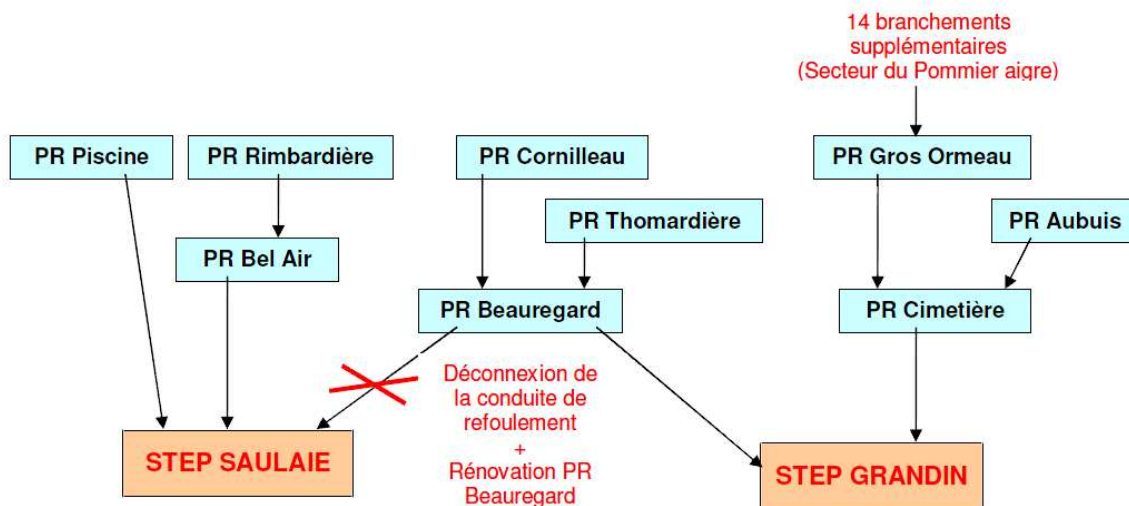 14 branchements
supplémentaires
(Secteur du Pommier aigre)
PR Piscine
PR Rimbardière
PR Cornilleau
PR Gros Ormeau
PR Thomardière
PR Aubuis
PR Bel Air
PR Beauregard
PR Cimetière
Déconnexion de
la conduite de
refoulement
+
Rénovation PR
Beauregard
STEP SAULAIE
STEP GRANDIN